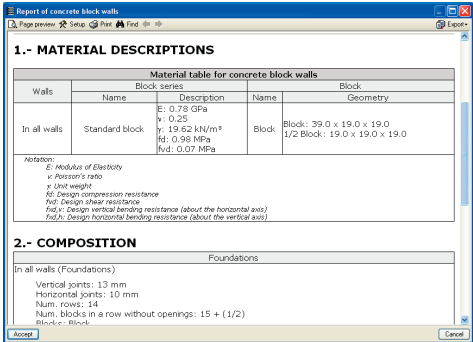 Report of concrete block walls
Page preview Setup Print Find Export
1.- MATERIAL DESCRIPTIONS
Material table for concrete block walls
Walls Block series Block
Name Description Name Geometry
In all walls Standard block E: 0.78 GPa Block Block: 39.0 x 19.0 x 19.0
ν: 0.25 1/2 Block: 19.0 x 19.0 x 19.0
γ: 19.62 kN/m³
fd: 0.98 MPa
fvd: 0.07 MPa
Notation:
E: Modulus of Elasticity
ν: Poisson's ratio
γ: Unit weight
fd: Design compression resistance
fvd: Design shear resistance
fxd,v: Design vertical bending resistance (about the horizontal axis)
fxd,h: Design horizontal bending resistance (about the vertical axis)
2.- COMPOSITION
Foundations
In all walls (Foundations)
Vertical joints: 13 mm
Horizontal joints: 10 mm
Num. rows: 14
Num. blocks in a row without openings: 15 + (1/2)
Blocks: Block
Accept Cancel